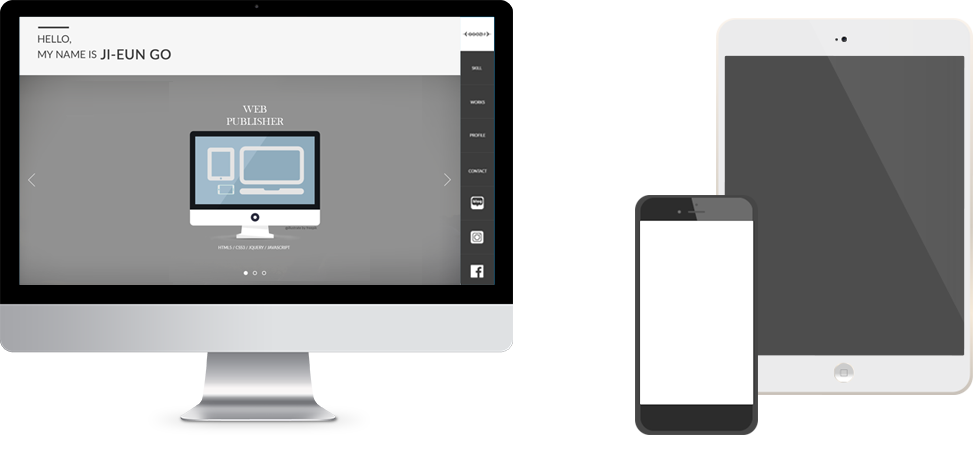 HELLO,
MY NAME IS JI-EUN GO
SKILL
WORKS
PROFILE
CONTACT
WEB
PUBLISHER
HTML5 / CSS3 / JQUERY / JAVASCRIPT